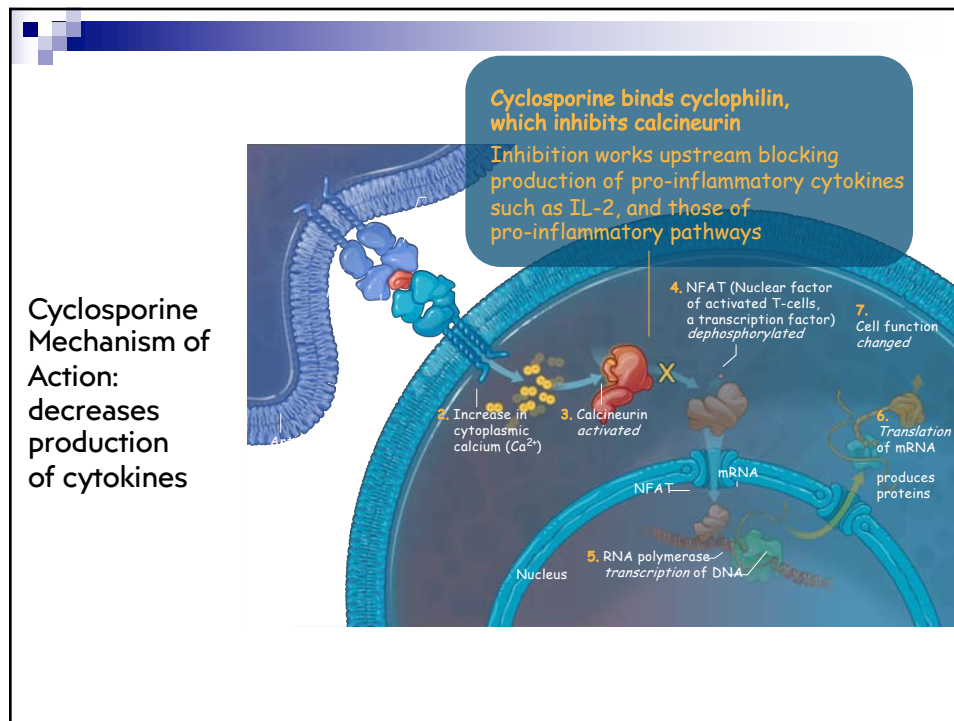 Cyclosporine binds cyclophilin,
which inhibits calcineurin
Inhibition works upstream blocking
production of pro-inflammatory cytokines
such as IL-2, and those of
pro-inflammatory pathways
Cyclosporine
Mechanism of
Action:
decreases
production
of cytokines
2. Increase in
cytoplasmic
calcium (Ca²⁺)
3. Calcineurin
activated
4. NFAT (Nuclear factor
of activated T-cells,
a transcription factor)
dephosphorylated
NFAT
mRNA
5. RNA polymerase
transcription of DNA
Nucleus
6.
Translation
of mRNA
produces
proteins
7.
Cell function
changed
X